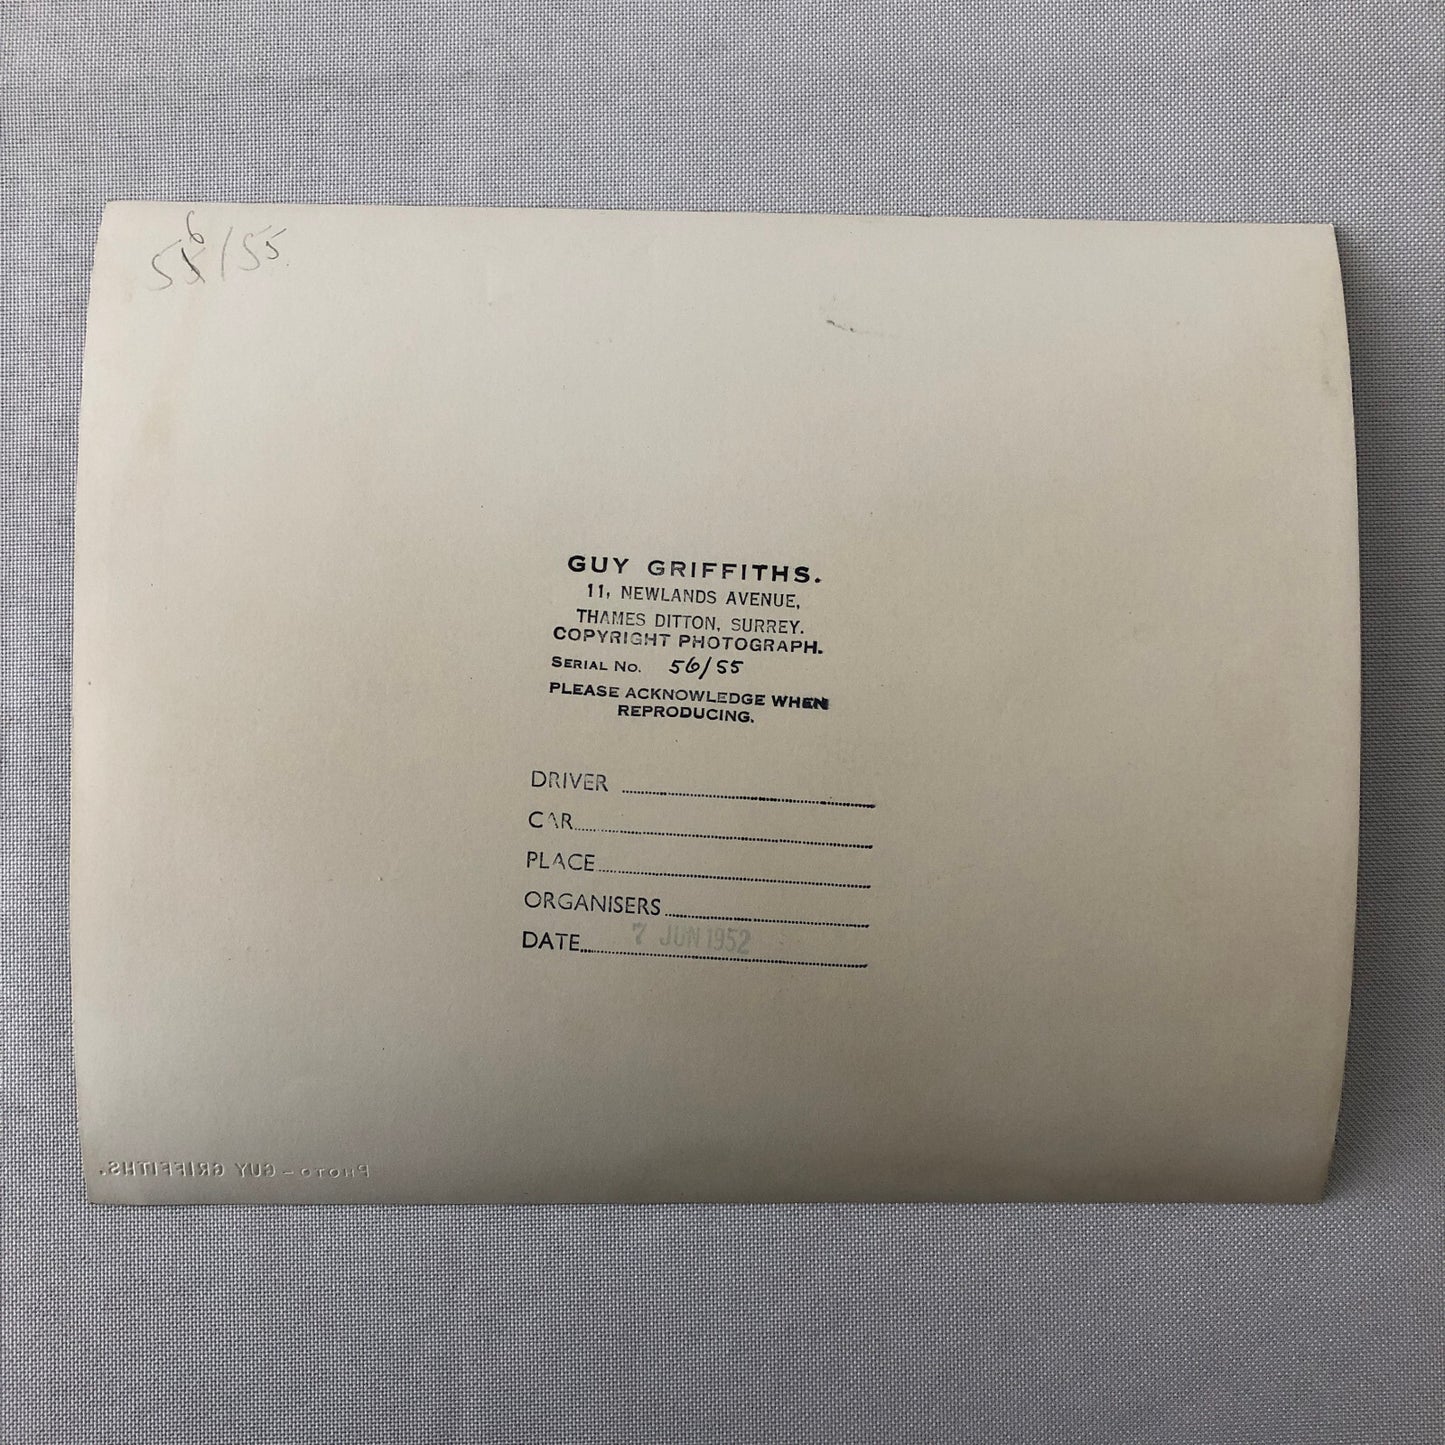 56/55
GUY GRIFFITHS.
11, NEWLANDS AVENUE,
THAMES DITTON, SURREY.
COPYRIGHT PHOTOGRAPH.
SERIAL NO. 56/55
PLEASE ACKNOWLEDGE WHEN
REPRODUCING.
DRIVER
CAR
PLACE
ORGANISERS
DATE 7 JUN 1952
PHOTO – GUY GRIFFITHS.